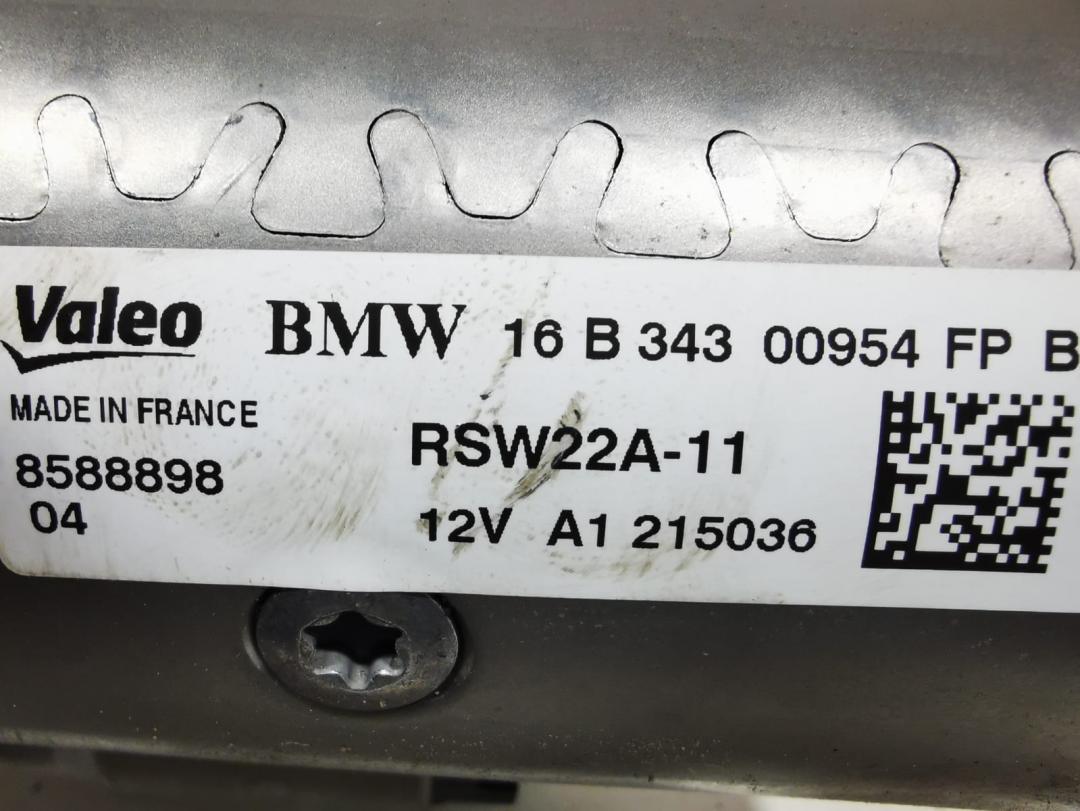 Valeo BMW 16 B 343 00954 FP B
MADE IN FRANCE
RSW22A-11
8588898
04
12V A1 215036